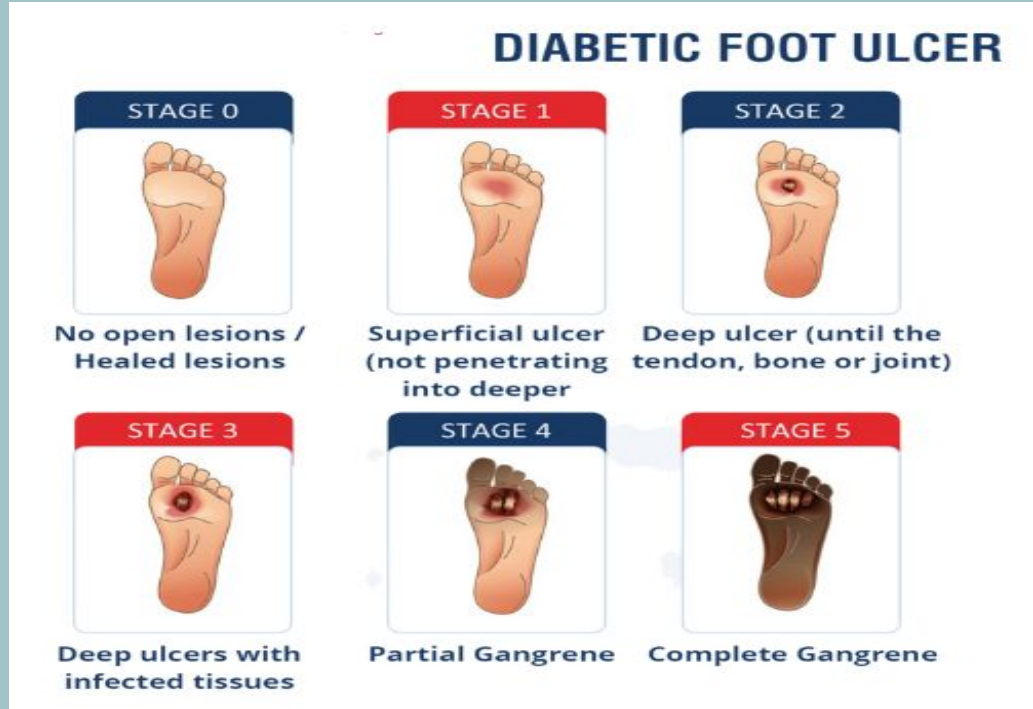 DIABETIC FOOT ULCER
STAGE 0
No open lesions /
Healed lesions
STAGE 1
Superficial ulcer
(not penetrating
into deeper
STAGE 2
Deep ulcer (until the
tendon, bone or joint)
STAGE 3
Deep ulcers with
infected tissues
STAGE 4
Partial Gangrene
STAGE 5
Complete Gangrene